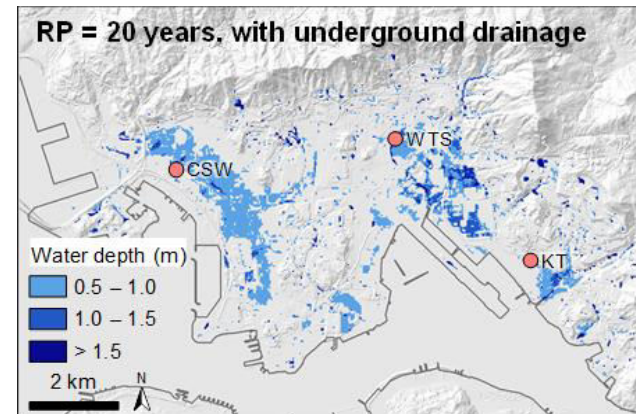 RP = 20 years, with underground drainage
WTS
CSW
KT
Water depth (m)
0.5 – 1.0
1.0 – 1.5
> 1.5
2 km
N